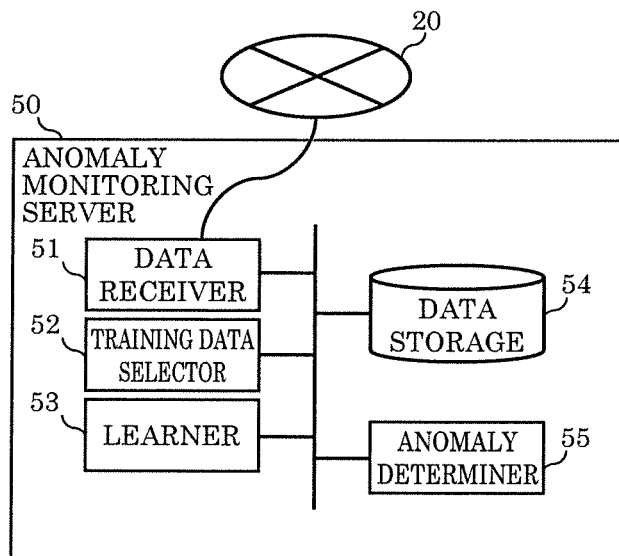 20
50
ANOMALY
MONITORING
SERVER
51
DATA
RECEIVER
52
TRAINING DATA
SELECTOR
53
LEARNER
DATA
STORAGE
54
ANOMALY
DETERMINER
55